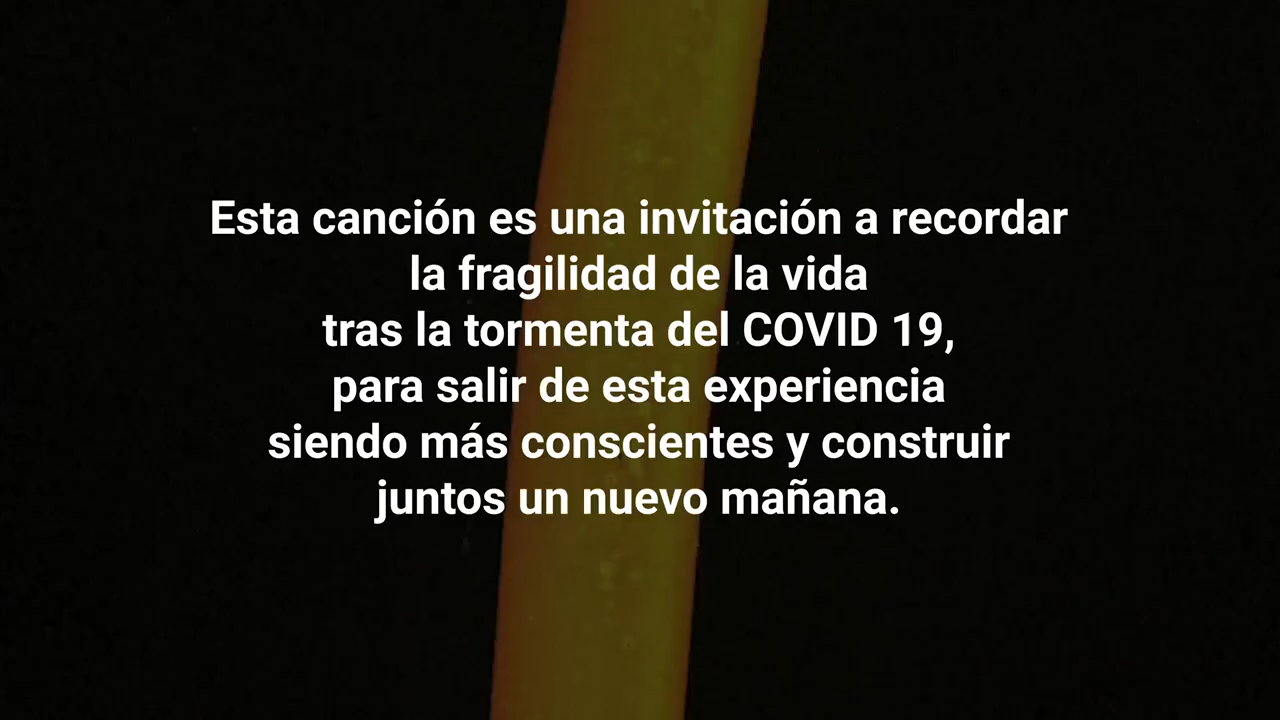 Esta canción es una invitación a recordar
la fragilidad de la vida
tras la tormenta del COVID 19,
para salir de esta experiencia
siendo más conscientes y construir
juntos un nuevo mañana.